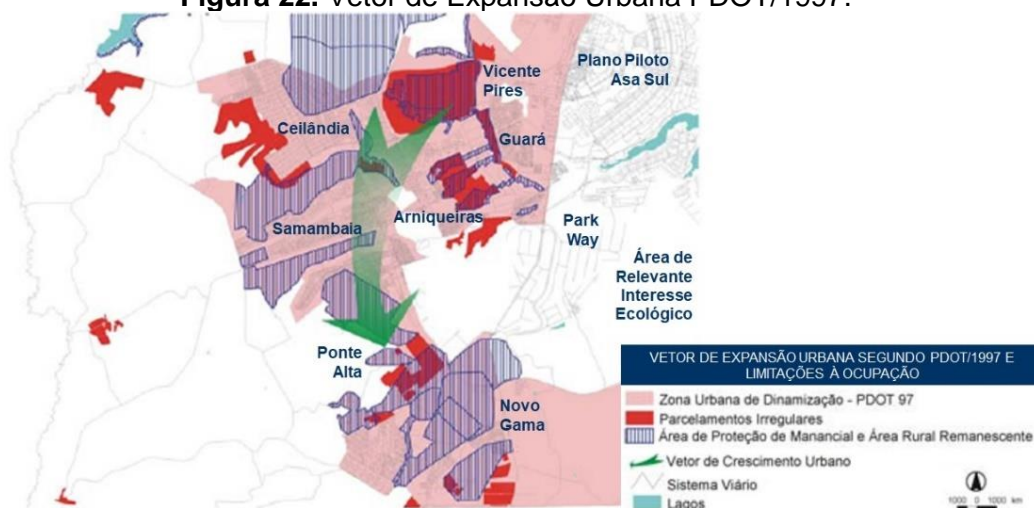 Figura 22. Vetor de Expansão Urbana PDOT/1997.
Vicente
Pires
Plano Piloto
Asa Sul
Ceilândia
Guará
Arniqueiras
Samambaia
Park
Way
Área de
Relevante
Interesse
Ecológico
Ponte
Alta
Novo
Gama
VETOR DE EXPANSÃO URBANA SEGUNDO PDOT/1997 E
LIMITAÇÕES À OCUPAÇÃO
Zona Urbana de Dinamização - PDOT 97
Parcelamentos Irregulares
Área de Proteção de Manancial e Área Rural Remanescente
Vetor de Crescimento Urbano
Sistema Viário
Lagos
1000 0 1000 km